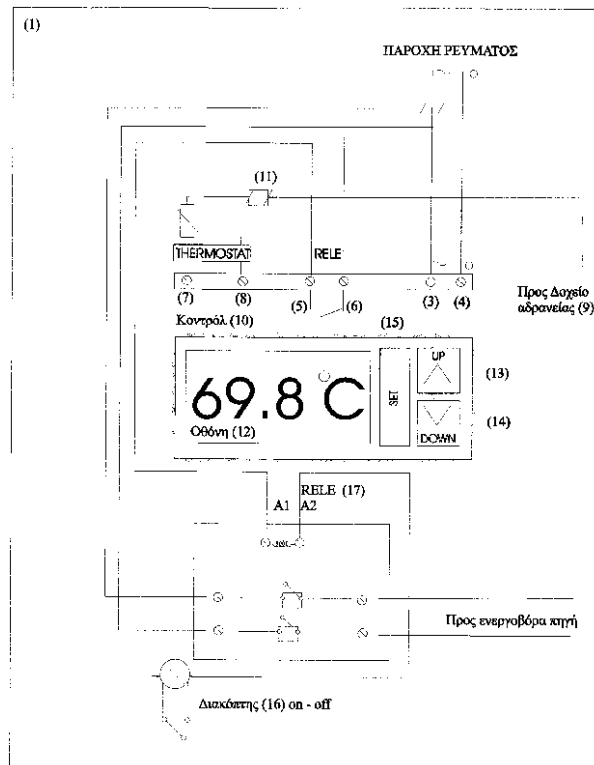 (1)
ΠΑΡΟΧΗ ΡΕΥΜΑΤΟΣ
(11)
THERMOSTAT
RELE
(7)
(8)
(5)
(6)
(3)
(4)
Προς Δοχείο
αδρανείας (9)
Κοντρόλ (10)
(15)
69.8°C
Οθόνη (12)
SET
UP
(13)
DOWN
(14)
RELE (17)
A1 A2
Προς ενεργοβόρα πηγή
Διακόπτης (16) on - off